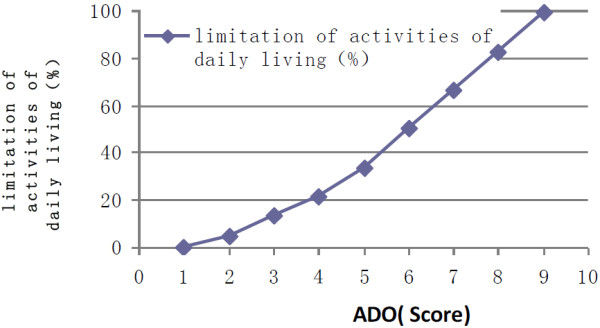 limitation of
activities of
daily living (%)
100
80
60
40
20
0
limitation of activities of
daily living (%)
0 1 2 3 4 5 6 7 8 9 10
ADO( Score)